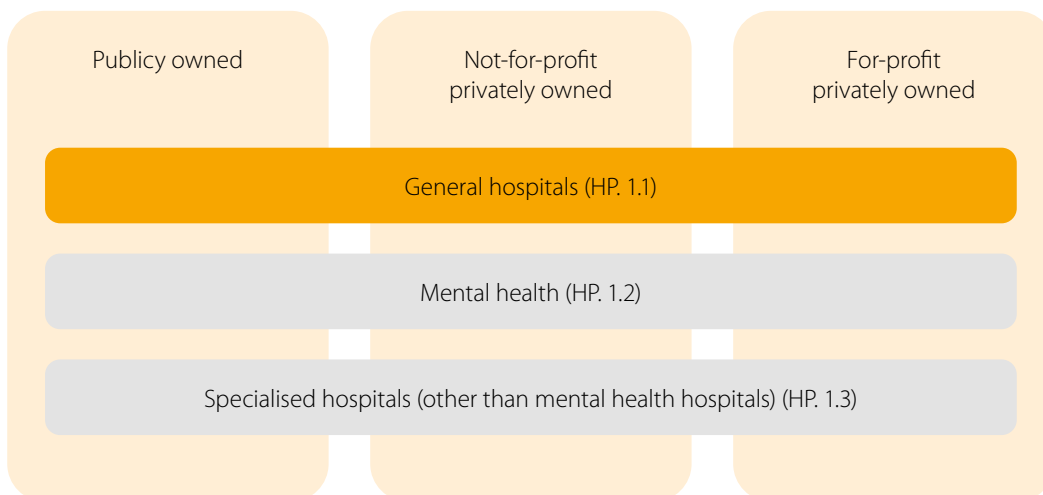 Publicy owned
Not-for-profit
privately owned
For-profit
privately owned
General hospitals (HP. 1.1)
Mental health (HP. 1.2)
Specialised hospitals (other than mental health hospitals) (HP. 1.3)